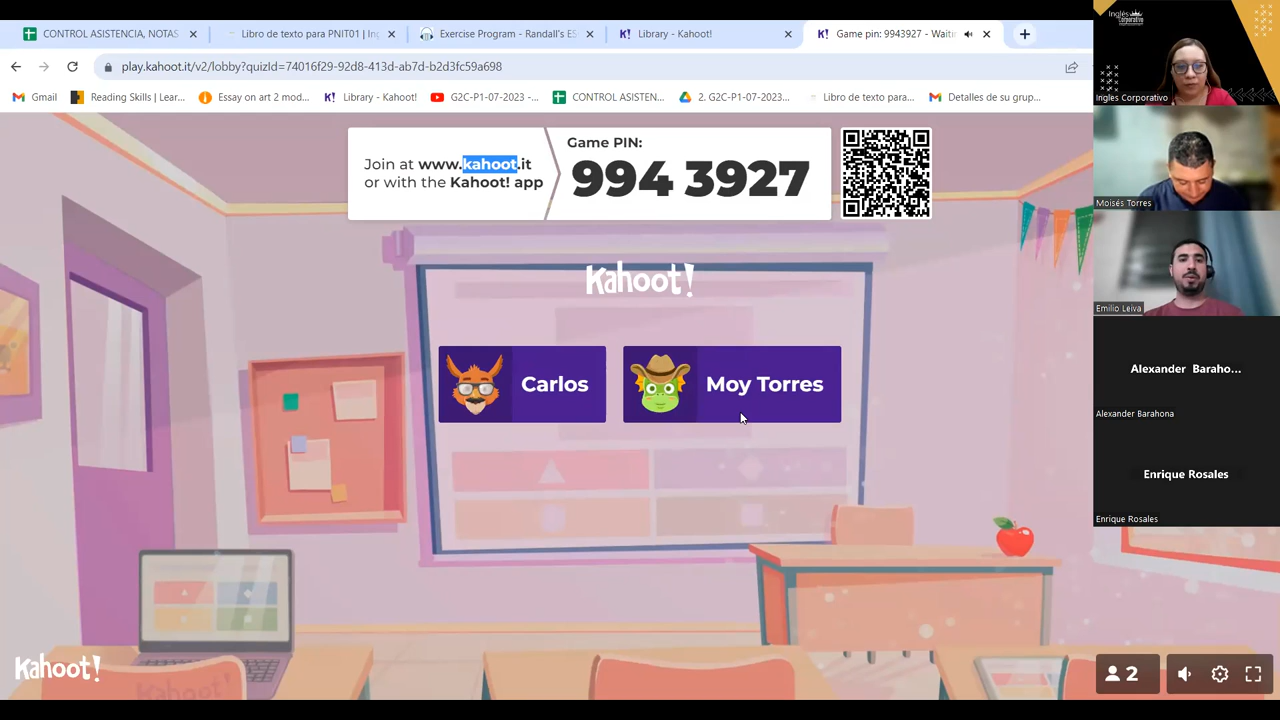 CONTROL ASISTENCIA, NOTAS
Libro de texto para PNIT01 | In
Exercise Program - Randall's ES
Library - Kahoot!
Game pin: 9943927 - Waiti
play.kahoot.it/v2/lobby?quizId=74016f29-92d8-413d-ab7d-b2d3fc59a698
Gmail
Reading Skills | Lear...
Essay on art 2 mod...
Library - Kahoot!
CONTROL ASISTEN...
2. G2C-P1-07-2023...
Libro de texto para...
Detalles de su grup...
Join at www.kahoot.it
or with the Kahoot! app
Game PIN:
994 3927
Kahoot!
Carlos
Moy Torres
Kahoot!
Kahoot!
2
Inglés
Corporativo
Ingles Corporativo
Moisés Torres
Emilio Leiva
Alexander Baraho...
Alexander Barahona
Enrique Rosales
Enrique Rosales